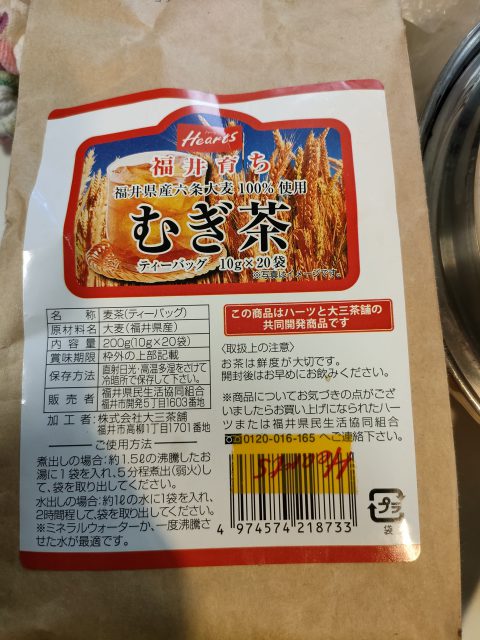 Hearts
福井育ち
福井県産六条大麦100%使用
むぎ茶
ティーバッグ 10g×20袋
※写真はイメージです。
名称 麦茶(ティーバッグ)
原材料名 大麦(福井県産)
内容量 200g(10g×20袋)
賞味期限 枠外の上部記載
保存方法 直射日光・高温多湿をさけて
冷暗所で保存して下さい。
販売者 福井県民生活協同組合
福井市開発5丁目1603番地
加工者:株式会社大三茶舗
福井市高柳1丁目1701番地
ご使用方法
煮出しの場合:約1.5ℓの沸騰したお
湯に1袋を入れ、5分程煮出(弱火)し
て、袋を取り出してください。
水出しの場合:約1ℓの水に1袋を入れ、
2時間程して、袋を取り出してください。
※ミネラルウォーターか、一度沸騰さ
せた水が最適です。
この商品はハーツと大三茶舗の
共同開発商品です
〈取扱上の注意〉
お茶は鮮度が大切です。
開封後はお早めにお飲みください。
※商品についてお気づきの点がござ
いましたらお買い上げになられたハー
ツまたは福井県民生活協同組合
0120-016-165 へご連絡下さい。
Hearts
4 974574 218733
プラ
袋